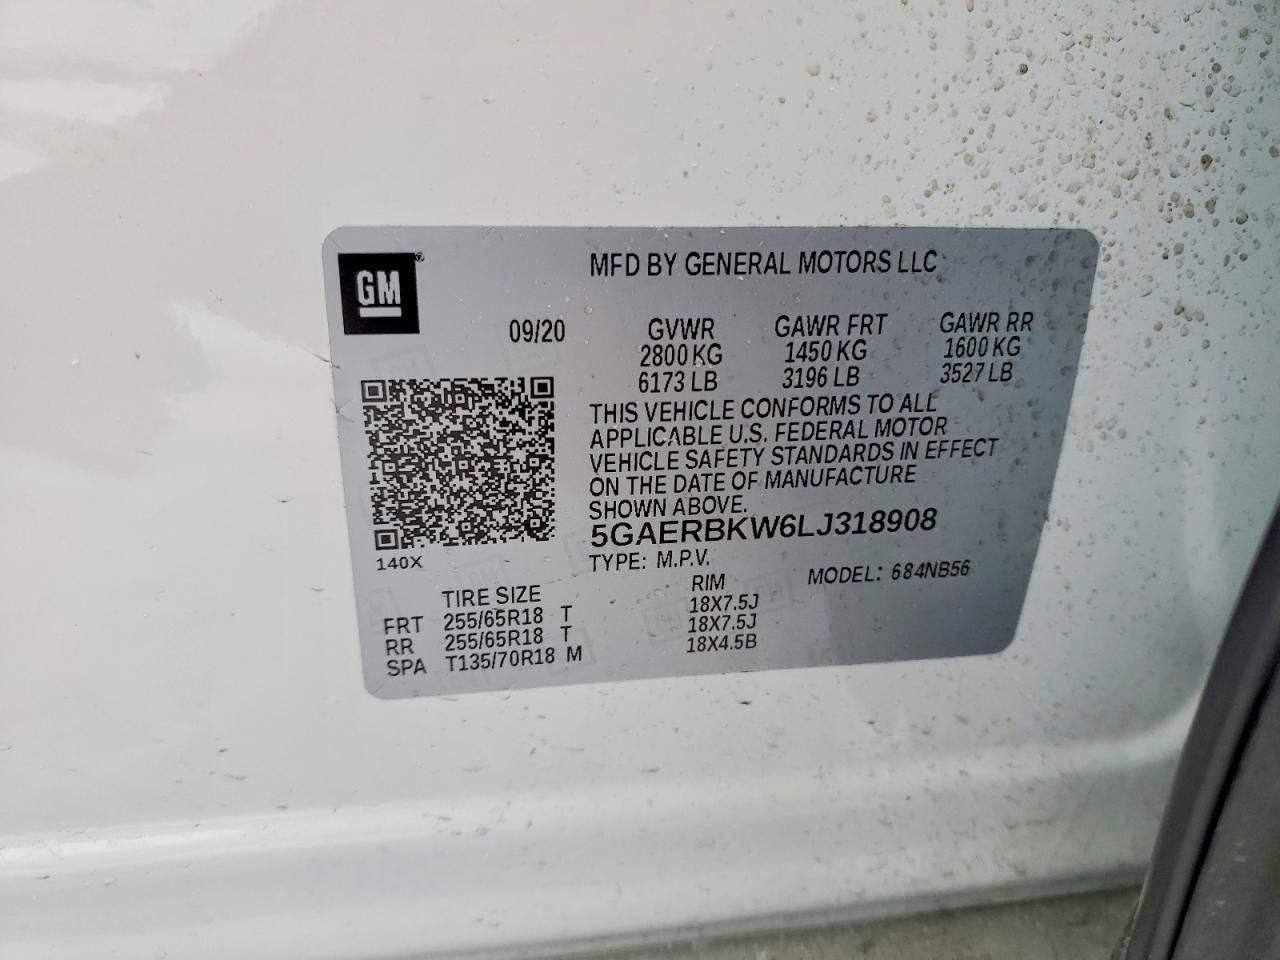 GM®
MFD BY GENERAL MOTORS LLC
09/20 GVWR GAWR FRT GAWR RR
2800 KG 1450 KG 1600 KG
6173 LB 3196 LB 3527 LB
THIS VEHICLE CONFORMS TO ALL
APPLICABLE U.S. FEDERAL MOTOR
VEHICLE SAFETY STANDARDS IN EFFECT
ON THE DATE OF MANUFACTURE
SHOWN ABOVE.
5GAERBKW6LJ318908
140X
TYPE: M.P.V. MODEL: 684NB56
TIRE SIZE RIM
FRT 255/65R18 T 18X7.5J
RR 255/65R18 T 18X7.5J
SPA T135/70R18 M 18X4.5B